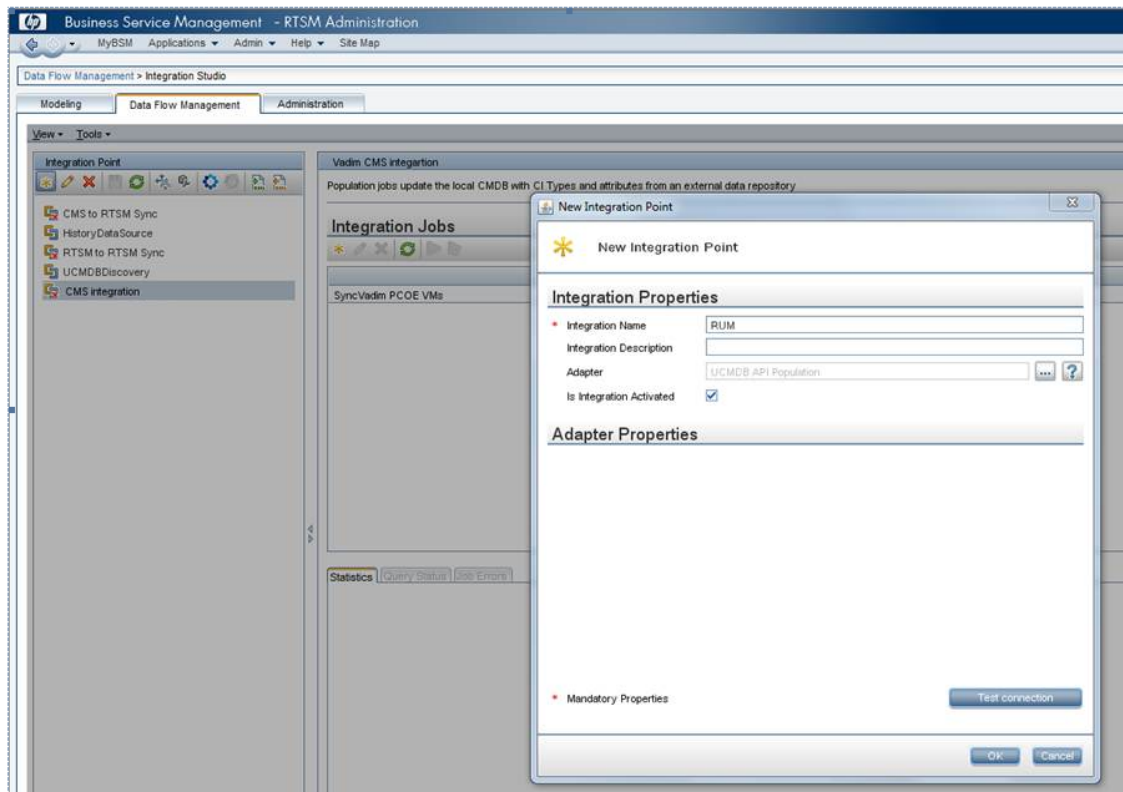 hp Business Service Management - RTSM Administration
MyBSM Applications Admin Help Site Map
Data Flow Management > Integration Studio
Modeling Data Flow Management Administration
View Tools
Integration Point
CMS to RTSM Sync
HistoryDataSource
RTSM to RTSM Sync
UCMDBDiscovery
CMS integration
Vadim CMS integartion
Population jobs update the local CMDB with CI Types and attributes from an external data repository
Integration Jobs
SyncVadim PCOE VMs
Statistics Query Status Job Errors
New Integration Point
New Integration Point
Integration Properties
* Integration Name RUM
Integration Description
Adapter UCMDB API Population ... ?
Is Integration Activated
Adapter Properties
* Mandatory Properties Test connection
OK Cancel